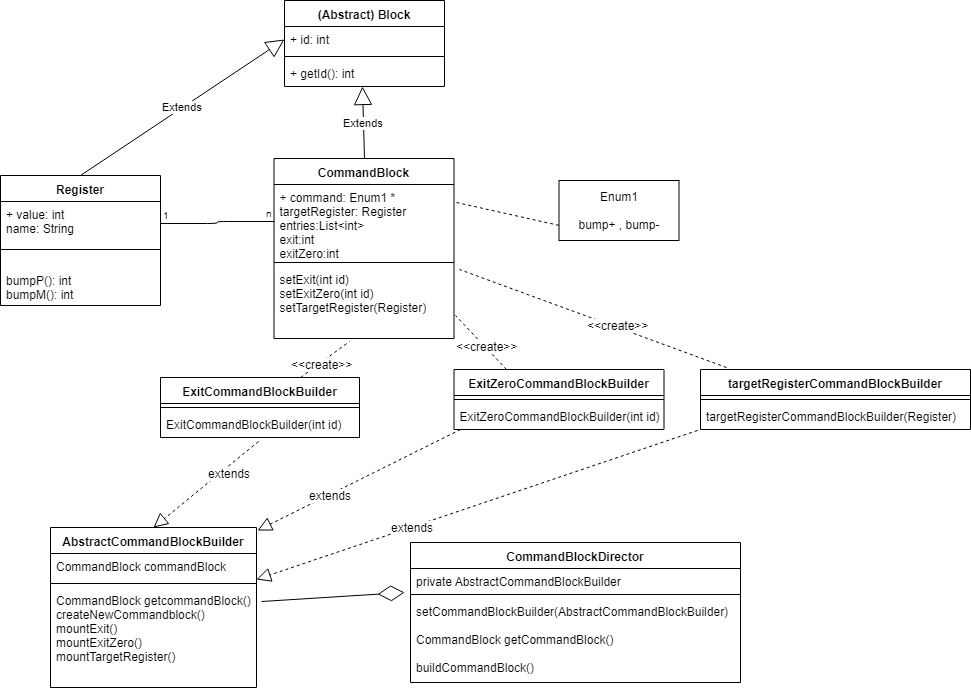 (Abstract) Block
+ id: int
+ getId(): int
Extends
Extends
Register
+ value: int
name: String
bumpP(): int
bumpM(): int
1
n
CommandBlock
+ command: Enum1 *
targetRegister: Register
entries:List<int>
exit:int
exitZero:int
setExit(int id)
setExitZero(int id)
setTargetRegister(Register)
Enum1
bump+ , bump-
<<create>>
<<create>>
<<create>>
ExitCommandBlockBuilder
ExitCommandBlockBuilder(int id)
ExitZeroCommandBlockBuilder
ExitZeroCommandBlockBuilder(int id)
targetRegisterCommandBlockBuilder
targetRegisterCommandBlockBuilder(Register)
extends
extends
extends
AbstractCommandBlockBuilder
CommandBlock commandBlock
CommandBlock getcommandBlock()
createNewCommandblock()
mountExit()
mountExitZero()
mountTargetRegister()
CommandBlockDirector
private AbstractCommandBlockBuilder
setCommandBlockBuilder(AbstractCommandBlockBuilder)
CommandBlock getCommandBlock()
buildCommandBlock()